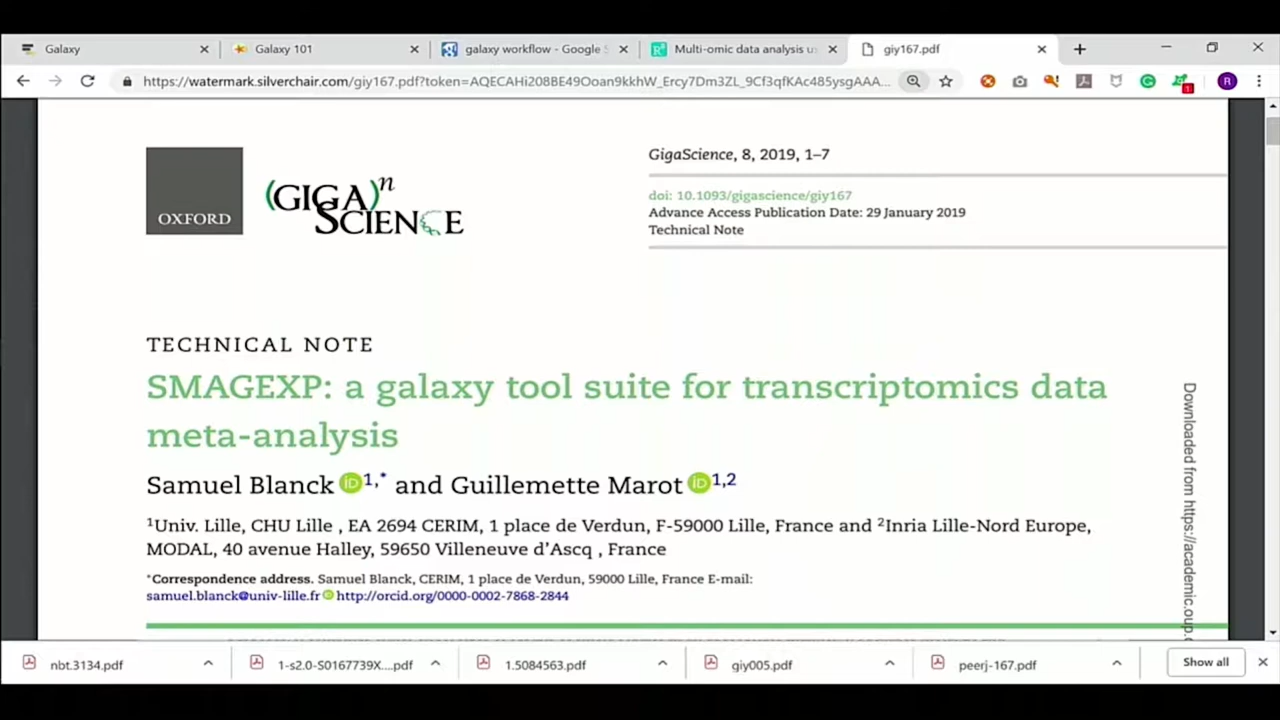 Galaxy
Galaxy 101
galaxy workflow - Google S
Multi-omic data analysis us
giy167.pdf
https://watermark.silverchair.com/giy167.pdf?token=AQECAHi208BE49Ooan9kkhW_Ercy7Dm3ZL_9Cf3qfKAc485ysgAAA...
1
R
OXFORD
(GIGA)n
SCIENCE
GigaScience, 8, 2019, 1–7
doi: 10.1093/gigascience/giy167
Advance Access Publication Date: 29 January 2019
Technical Note
TECHNICAL NOTE
SMAGEXP: a galaxy tool suite for transcriptomics data
meta-analysis
Samuel Blanck iD 1,* and Guillemette Marot iD 1,2
1Univ. Lille, CHU Lille , EA 2694 CERIM, 1 place de Verdun, F-59000 Lille, France and 2Inria Lille-Nord Europe,
MODAL, 40 avenue Halley, 59650 Villeneuve d’Ascq , France
*Correspondence address. Samuel Blanck, CERIM, 1 place de Verdun, 59000 Lille, France E-mail:
samuel.blanck@univ-lille.fr iD http://orcid.org/0000-0002-7868-2844
Downloaded from https://academic.oup.c
nbt.3134.pdf
1-s2.0-S0167739X....pdf
1.5084563.pdf
giy005.pdf
peerj-167.pdf
Show all